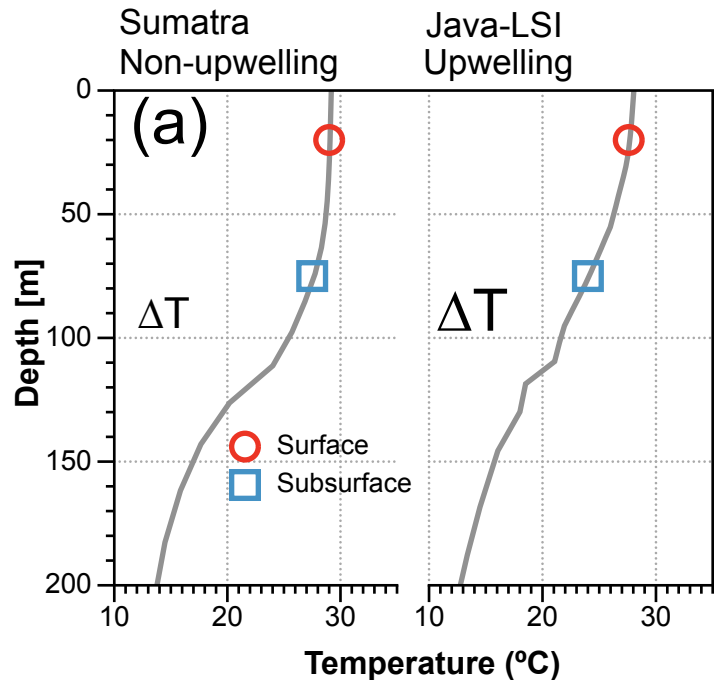 Sumatra
Non-upwelling
Java-LSI
Upwelling
(a)
0
50
100
150
200
Depth [m]
ΔT
ΔT
Surface
Subsurface
10
20
30
10
20
30
Temperature (ºC)